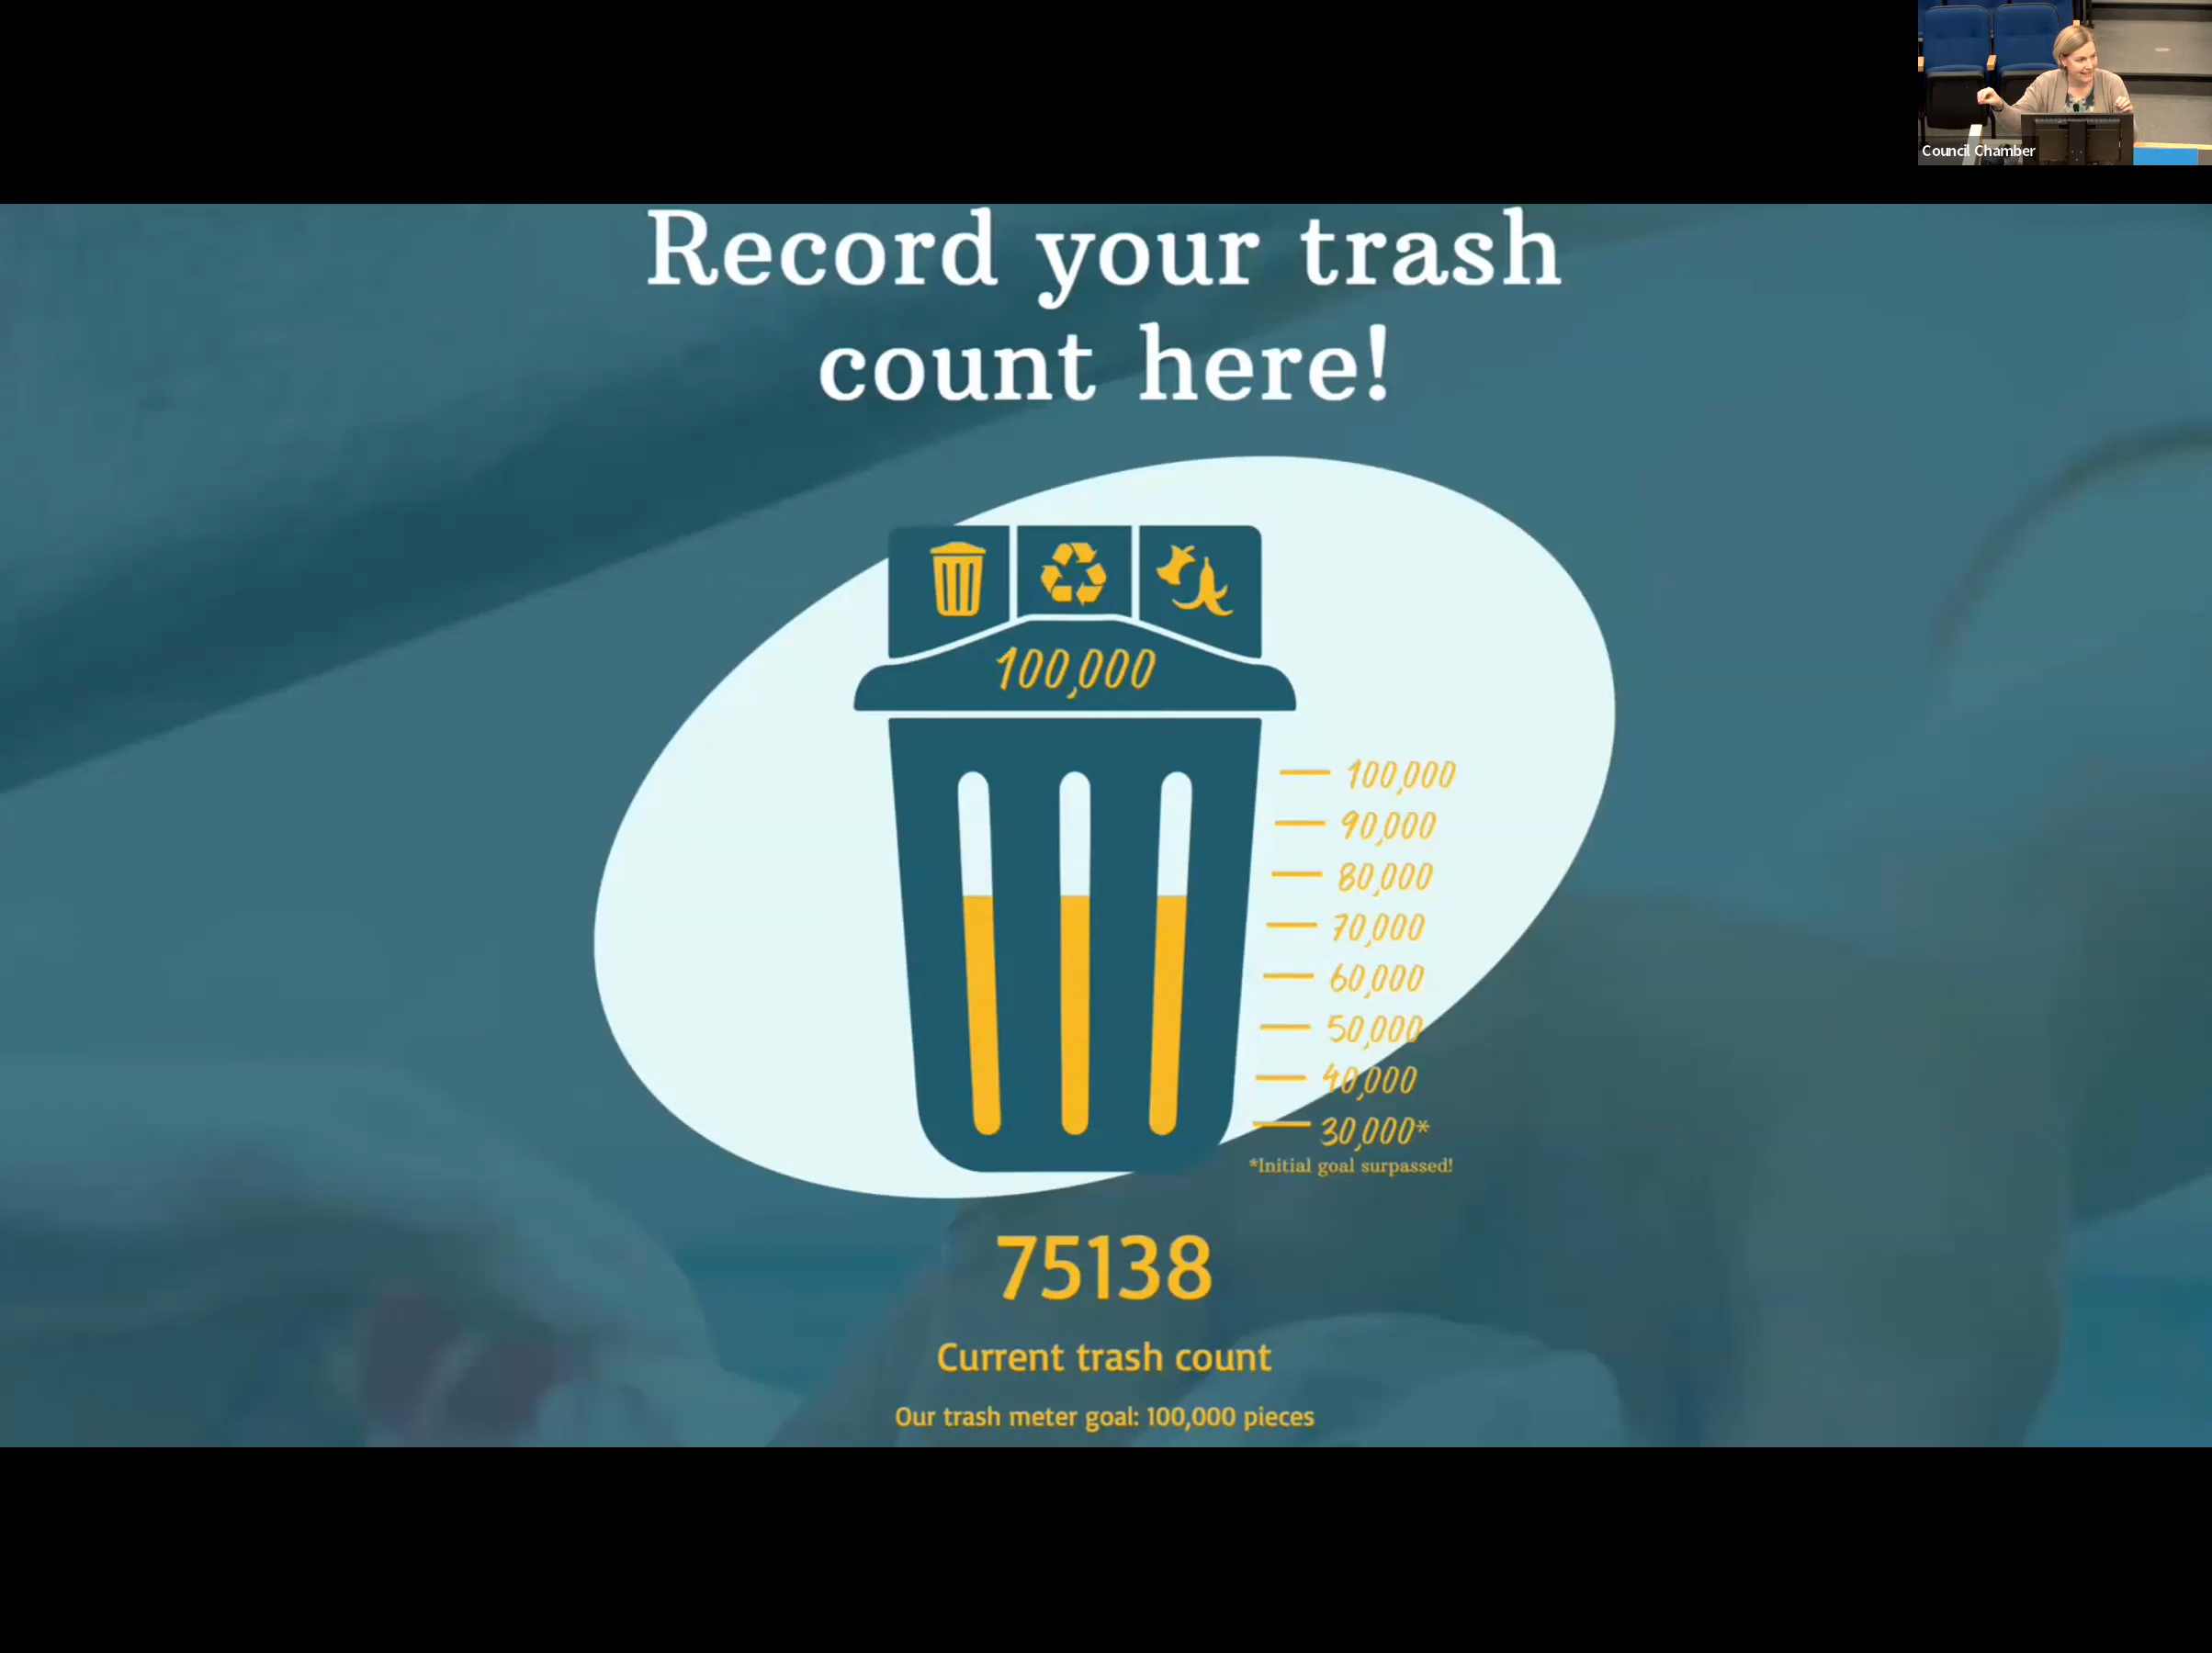 Council Chamber
Record your trash
count here!
100,000
100,000
90,000
80,000
70,000
60,000
50,000
40,000
30,000*
*Initial goal surpassed!
75138
Current trash count
Our trash meter goal: 100,000 pieces